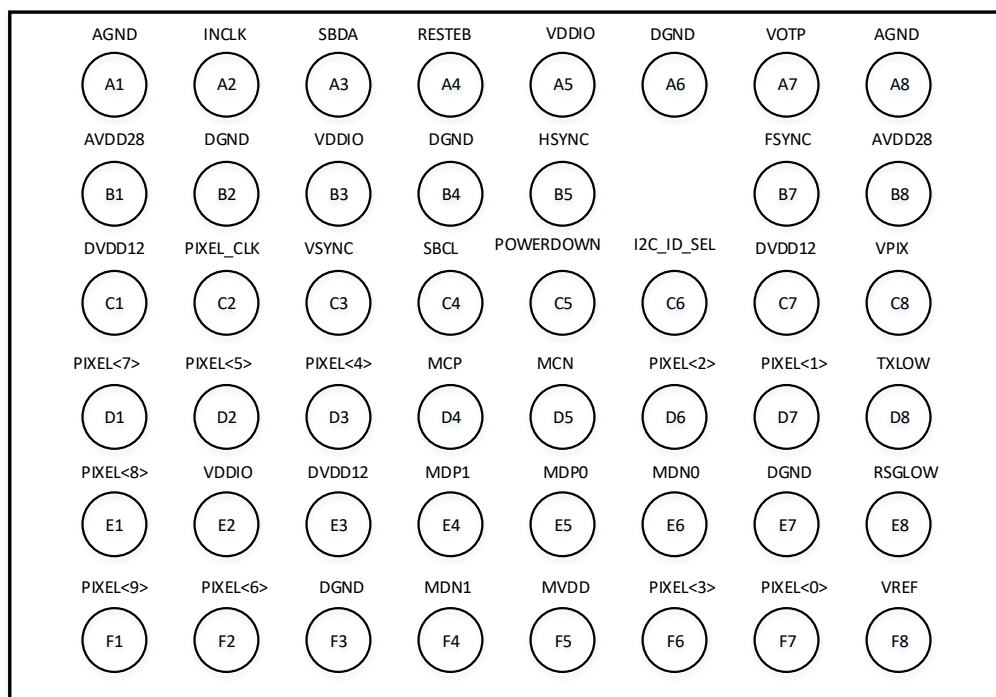 AGND INCLK SBDA RESTEB VDDIO DGND VOTP AGND
A1 A2 A3 A4 A5 A6 A7 A8
AVDD28 DGND VDDIO DGND HSYNC FSYNC AVDD28
B1 B2 B3 B4 B5 B7 B8
DVDD12 PIXEL_CLK VSYNC SBCL POWERDOWN I2C_ID_SEL DVDD12 VPIX
C1 C2 C3 C4 C5 C6 C7 C8
PIXEL<7> PIXEL<5> PIXEL<4> MCP MCN PIXEL<2> PIXEL<1> TXLOW
D1 D2 D3 D4 D5 D6 D7 D8
PIXEL<8> VDDIO DVDD12 MDP1 MDP0 MDN0 DGND RSGLOW
E1 E2 E3 E4 E5 E6 E7 E8
PIXEL<9> PIXEL<6> DGND MDN1 MVDD PIXEL<3> PIXEL<0> VREF
F1 F2 F3 F4 F5 F6 F7 F8